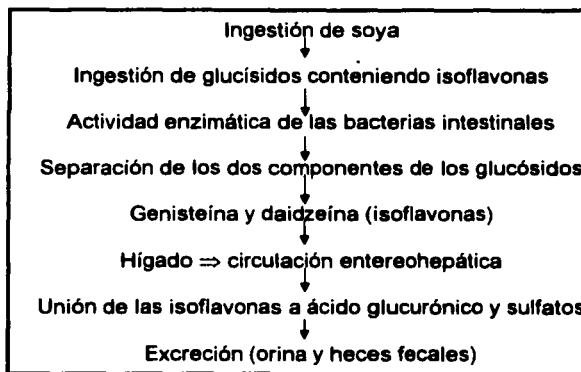 Ingestión de soya
Ingestión de glucísidos conteniendo isoflavonas
Actividad enzimática de las bacterias intestinales
Separación de los dos componentes de los glucósidos
Genisteína y daidzeína (isoflavonas)
Hígado ⇒ circulación entereohepática
Unión de las isoflavonas a ácido glucurónico y sulfatos
Excreción (orina y heces fecales)